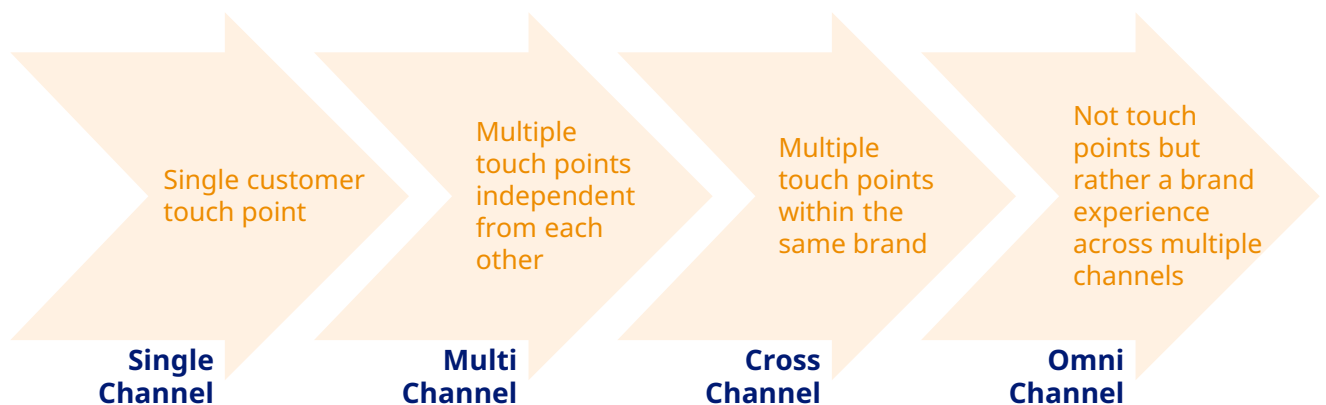 Single customer
touch point
Single
Channel
Multiple
touch points
independent
from each
other
Multi
Channel
Multiple
touch points
within the
same brand
Cross
Channel
Not touch
points but
rather a brand
experience
across multiple
channels
Omni
Channel